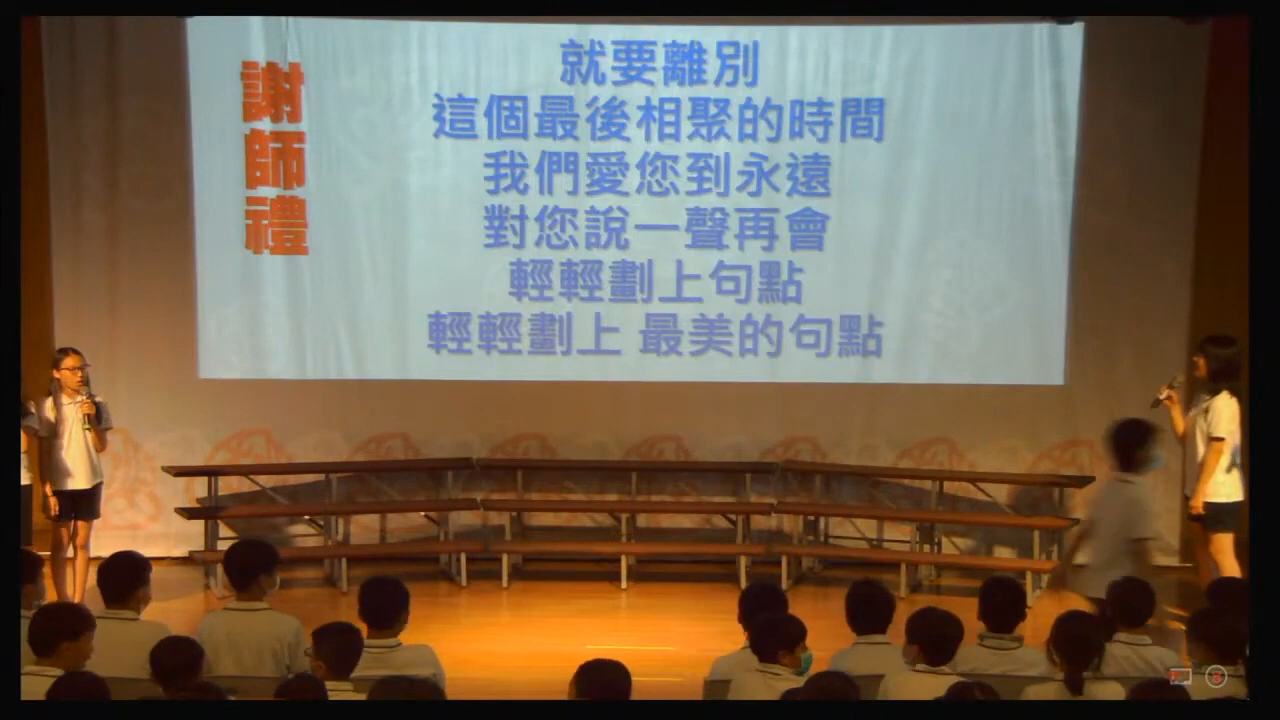 謝師禮
就要離別
這個最後相聚的時間
我們愛您到永遠
對您說一聲再會
輕輕劃上句點
輕輕劃上 最美的句點